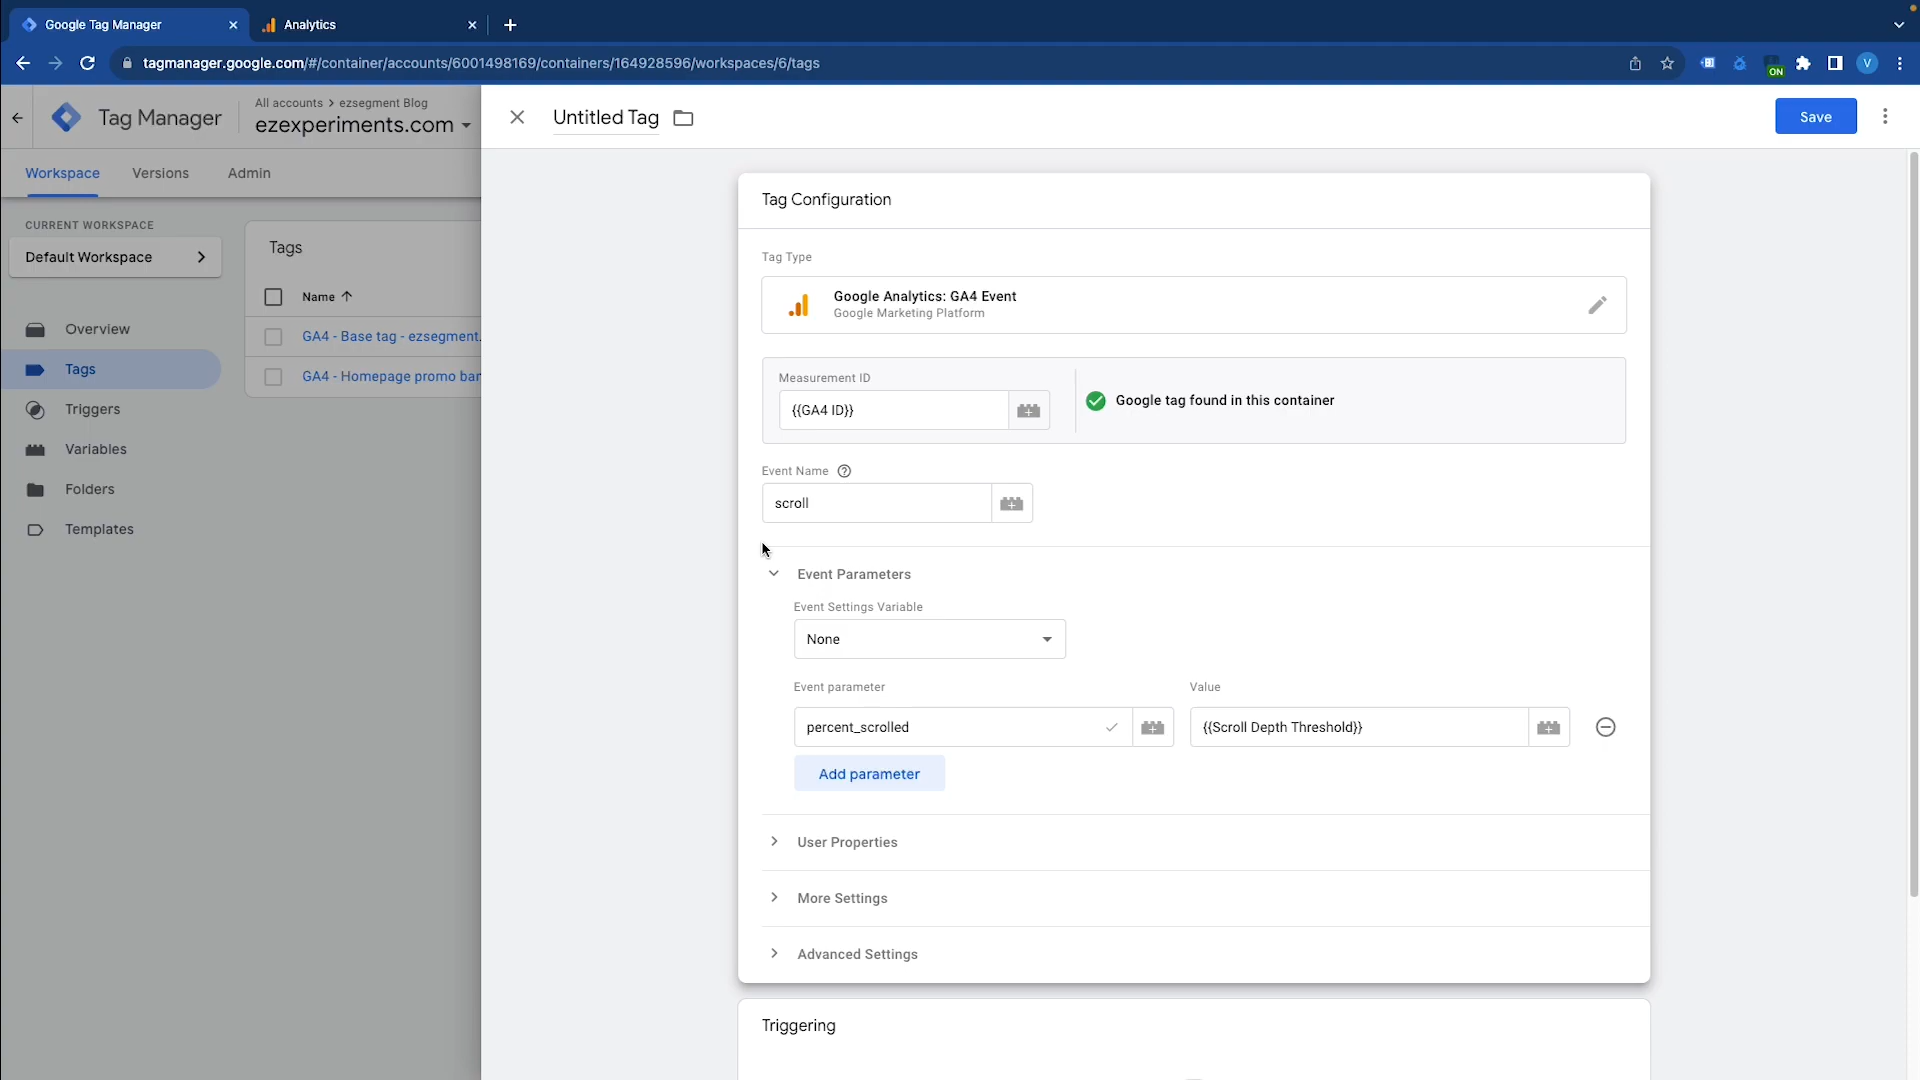 Google Tag Manager
Analytics
tagmanager.google.com/#/container/accounts/6001498169/containers/164928596/workspaces/6/tags
ON
V
Tag Manager
All accounts > ezsegment Blog
ezexperiments.com
Untitled Tag
Save
Workspace
Versions
Admin
CURRENT WORKSPACE
Default Workspace
Overview
Tags
Triggers
Variables
Folders
Templates
Tags
Name
GA4 - Base tag - ezsegment.
GA4 - Homepage promo bar
Tag Configuration
Tag Type
Google Analytics: GA4 Event
Google Marketing Platform
Measurement ID
{{GA4 ID}}
Google tag found in this container
Event Name
scroll
Event Parameters
Event Settings Variable
None
Event parameter
Value
percent_scrolled
{{Scroll Depth Threshold}}
Add parameter
User Properties
More Settings
Advanced Settings
Triggering